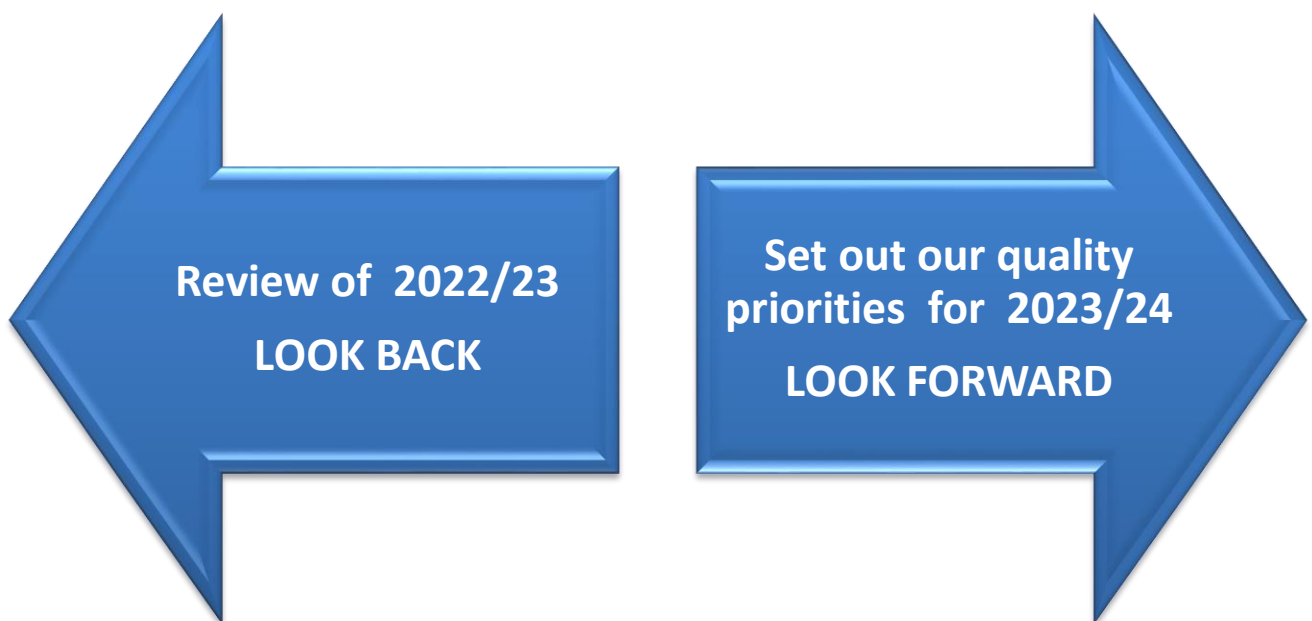 Review of 2022/23
LOOK BACK
Set out our quality
priorities for 2023/24
LOOK FORWARD